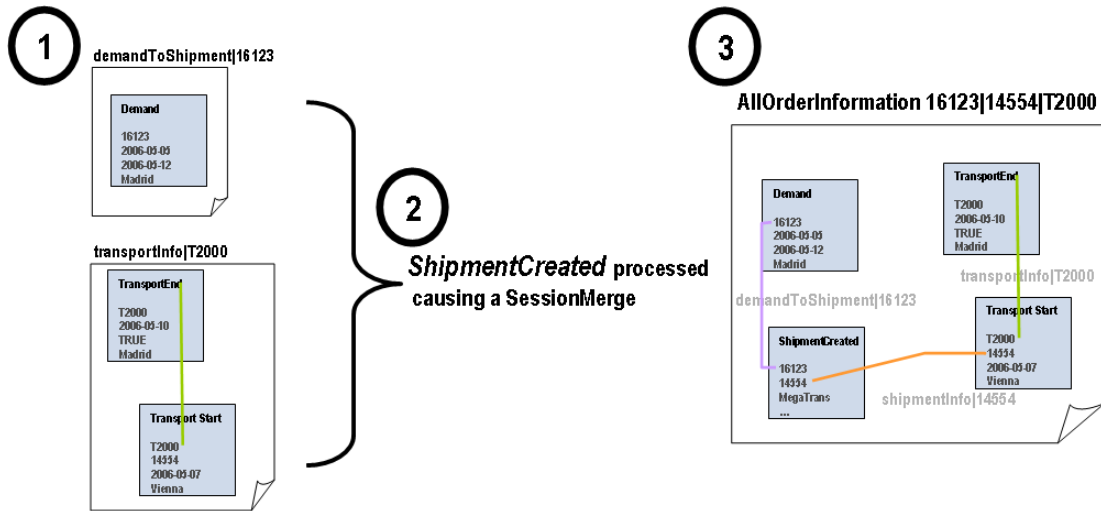 1
demandToShipment|16123
Demand
16123
2006-05-05
2006-05-12
Madrid
transportInfo|T2000
TransportEnd
T2000
2006-05-10
TRUE
Madrid
Transport Start
T2000
14554
2006-05-07
Vienna
2
ShipmentCreated processed
causing a SessionMerge
3
AllOrderInformation 16123|14554|T2000
Demand
16123
2006-05-05
2006-05-12
Madrid
TransportEnd
T2000
2006-05-10
TRUE
Madrid
transportInfo|T2000
demandToShipment|16123
Transport Start
T2000
14554
2006-05-07
Vienna
ShipmentCreated
16123
14554
MegaTrans
...
shipmentInfo|14554